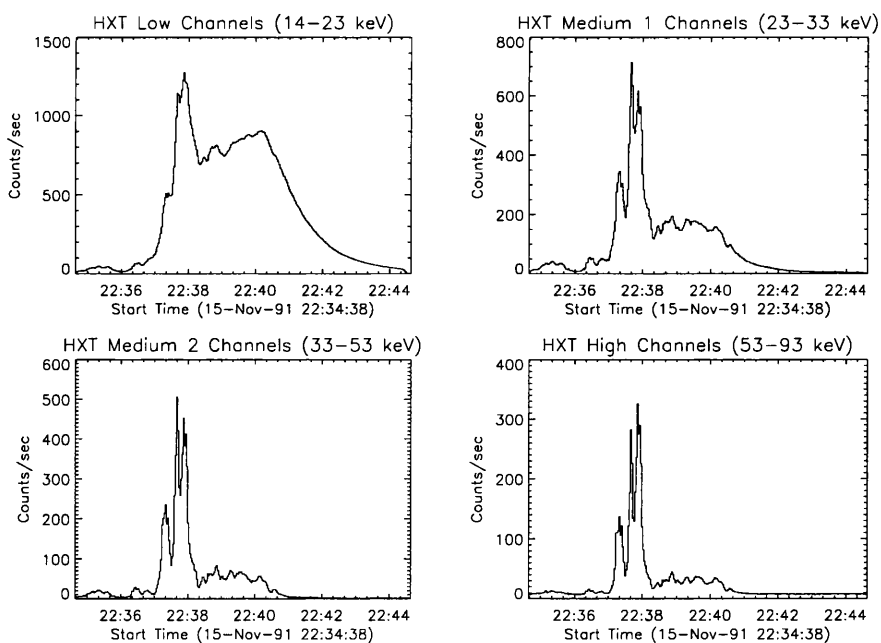 HXT Low Channels (14-23 keV)
1500
1000
500
0
Counts/sec
22:36 22:38 22:40 22:42 22:44
Start Time (15-Nov-91 22:34:38)
HXT Medium 1 Channels (23-33 keV)
800
600
400
200
0
Counts/sec
22:36 22:38 22:40 22:42 22:44
Start Time (15-Nov-91 22:34:38)
HXT Medium 2 Channels (33-53 keV)
600
500
400
300
200
100
0
Counts/sec
22:36 22:38 22:40 22:42 22:44
Start Time (15-Nov-91 22:34:38)
HXT High Channels (53-93 keV)
400
300
200
100
0
Counts/sec
22:36 22:38 22:40 22:42 22:44
Start Time (15-Nov-91 22:34:38)